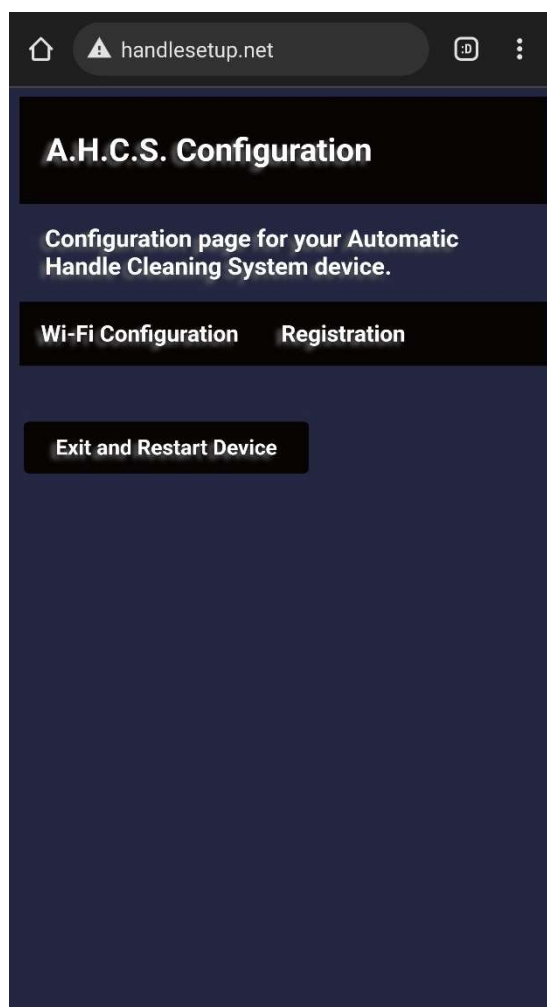 handlesetup.net
:D
A.H.C.S. Configuration
Configuration page for your Automatic
Handle Cleaning System device.
Wi-Fi Configuration Registration
Exit and Restart Device